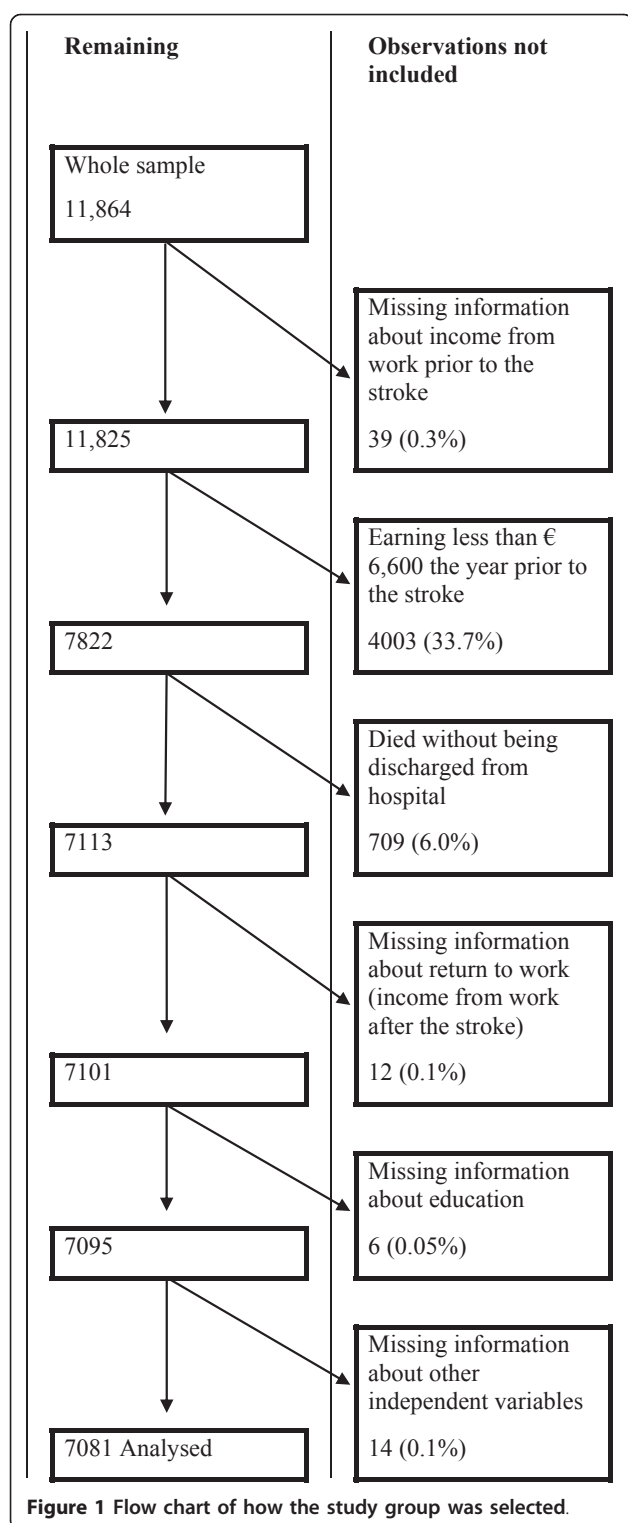 Remaining
Observations not
included
Whole sample
11,864
Missing information
about income from
work prior to the
stroke
39 (0.3%)
11,825
Earning less than €
6,600 the year prior to
the stroke
4003 (33.7%)
7822
Died without being
discharged from
hospital
709 (6.0%)
7113
Missing information
about return to work
(income from work
after the stroke)
12 (0.1%)
7101
Missing information
about education
6 (0.05%)
7095
Missing information
about other
independent variables
14 (0.1%)
7081 Analysed
Figure 1 Flow chart of how the study group was selected.